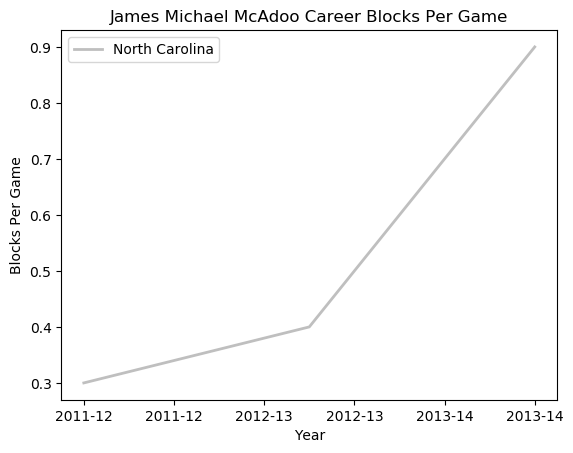 James Michael McAdoo Career Blocks Per Game
North Carolina
0.9
0.8
0.7
0.6
0.5
0.4
0.3
Blocks Per Game
2011-12 2011-12 2012-13 2012-13 2013-14 2013-14
Year